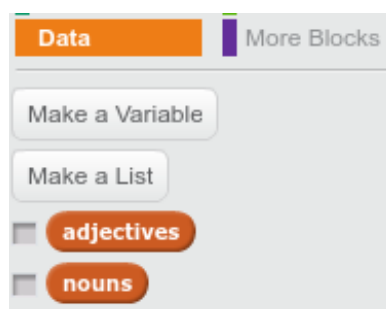 Data More Blocks
Make a Variable
Make a List
adjectives
nouns